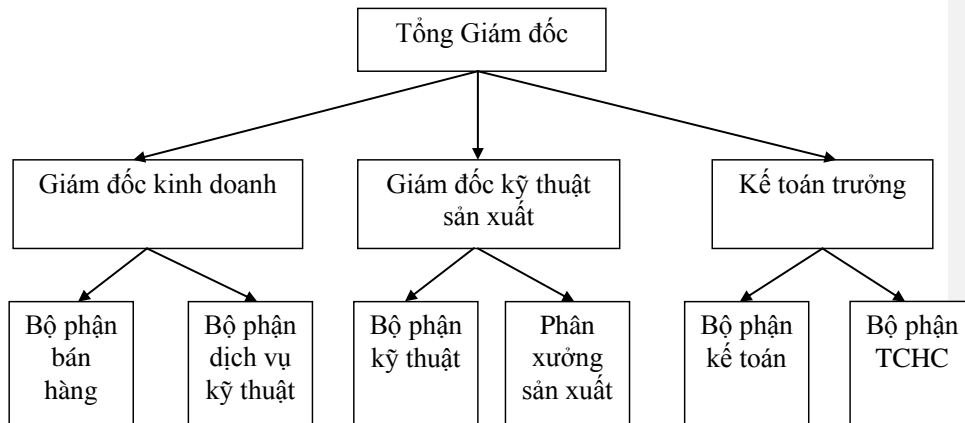 Tổng Giám đốc
Giám đốc kinh doanh
Giám đốc kỹ thuật
sản xuất
Kế toán trưởng
Bộ phận
bán
hàng
Bộ phận
dịch vụ
kỹ thuật
Bộ phận
kỹ thuật
Phân
xưởng
sản xuất
Bộ phận
kế toán
Bộ phận
TCHC